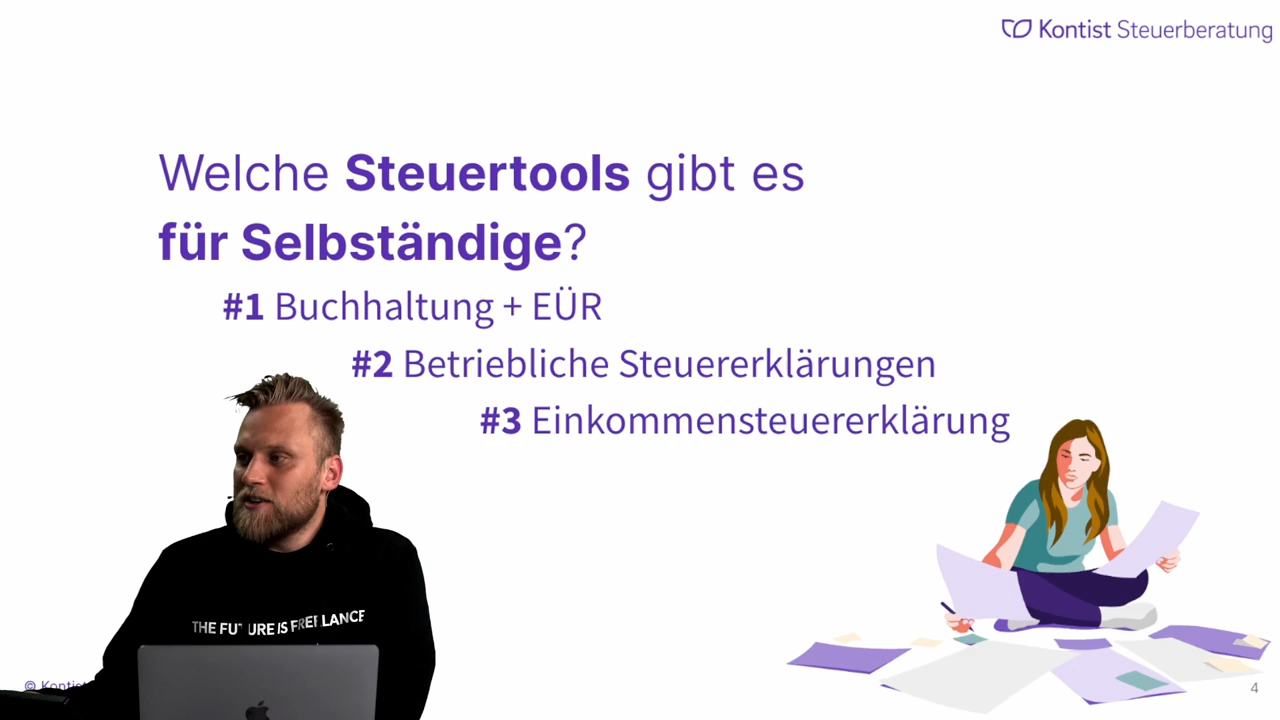 Kontist Steuerberatung
Welche Steuertools gibt es
für Selbständige?
#1 Buchhaltung + EÜR
#2 Betriebliche Steuererklärungen
#3 Einkommensteuererklärung
THE FUTURE IS FREELANCE
© Kontist
4